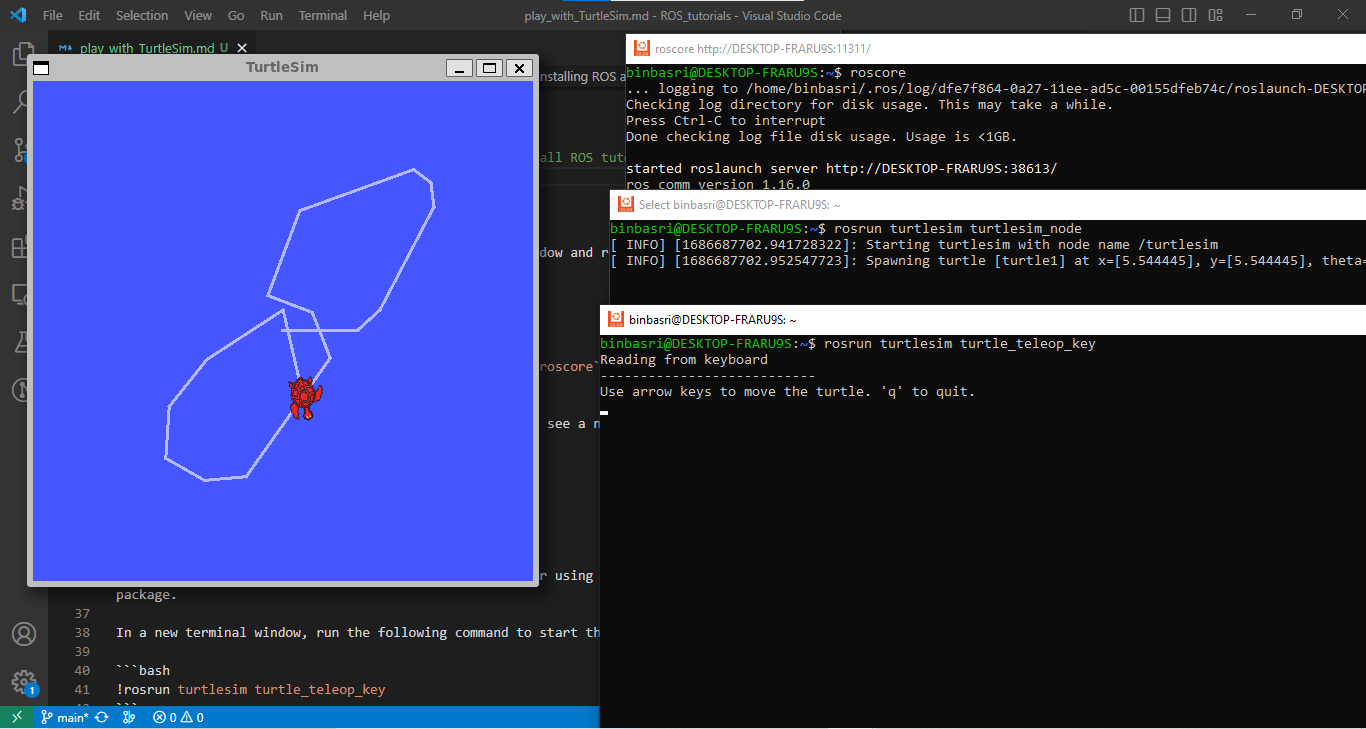 File Edit Selection View Go Run Terminal Help
play_with_TurtleSim.md - ROS_tutorials - Visual Studio Code
play_with_TurtleSim.md U
TurtleSim
nstalling ROS a
all ROS tut
dow and r
roscore`
see a n
r using
package.
37
38 In a new terminal window, run the following command to start th
39
40 ```bash
41 !rosrun turtlesim turtle_teleop_key
```
main* 0 0
1
roscore http://DESKTOP-FRARU9S:11311/
binbasri@DESKTOP-FRARU9S:~$ roscore
... logging to /home/binbasri/.ros/log/dfe7f864-0a27-11ee-ad5c-00155dfeb74c/roslaunch-DESKTOP
Checking log directory for disk usage. This may take a while.
Press Ctrl-C to interrupt
Done checking log file disk usage. Usage is <1GB.
started roslaunch server http://DESKTOP-FRARU9S:38613/
ros_comm version 1.16.0
Select binbasri@DESKTOP-FRARU9S: ~
binbasri@DESKTOP-FRARU9S:~$ rosrun turtlesim turtlesim_node
[ INFO] [1686687702.941728322]: Starting turtlesim with node name /turtlesim
[ INFO] [1686687702.952547723]: Spawning turtle [turtle1] at x=[5.544445], y=[5.544445], theta=
binbasri@DESKTOP-FRARU9S: ~
binbasri@DESKTOP-FRARU9S:~$ rosrun turtlesim turtle_teleop_key
Reading from keyboard
---------------------------
Use arrow keys to move the turtle. 'q' to quit.